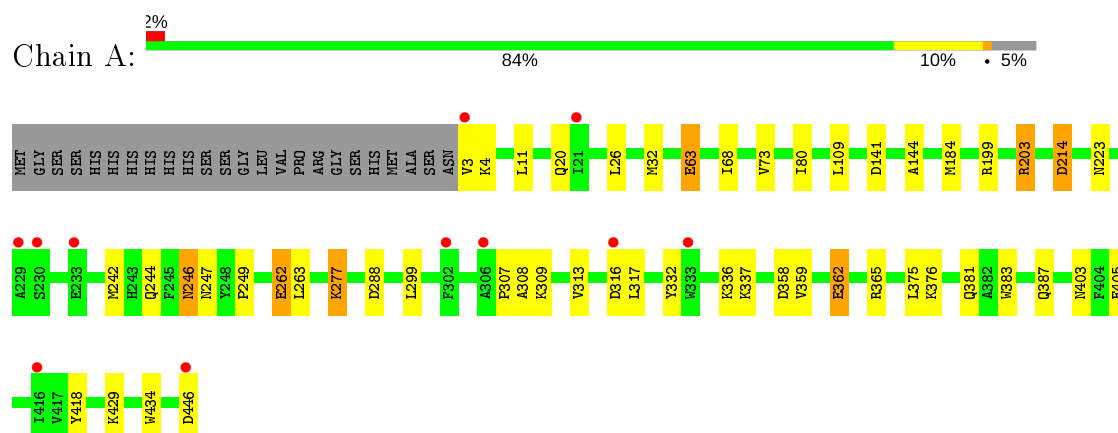 2%
Chain A:
84% 10% • 5%
MET GLY SER SER HIS HIS HIS HIS HIS HIS SER SER GLY LEU VAL PRO ARG GLY SER HIS MET ALA SER ASN V3 K4 L11 Q20 I21 L26 M32 E63 I68 V73 I80 L109 D141 A144 M184 R199 R203 D214 N223
A229 S230 E233 M242 H243 Q244 F245 N246 N247 Y248 P249 E262 L263 K277 D288 L299 F302 A306 P307 A308 K309 V313 D316 L317 Y332 W333 K336 K337 D358 V359 E362 R365 L375 K376 Q381 A382 W383 Q387 N403 F404
I416 V417 Y418 K429 W434 D446